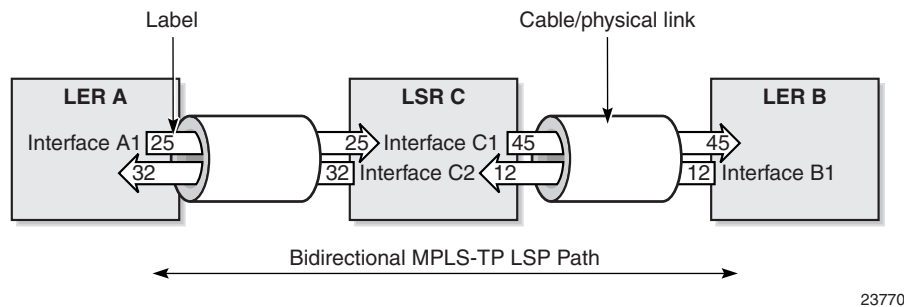 Label
Cable/physical link
LER A
LSR C
LER B
Interface A1
25
25
Interface C1
45
45
32
32
Interface C2
12
12
Interface B1
Bidirectional MPLS-TP LSP Path
23770